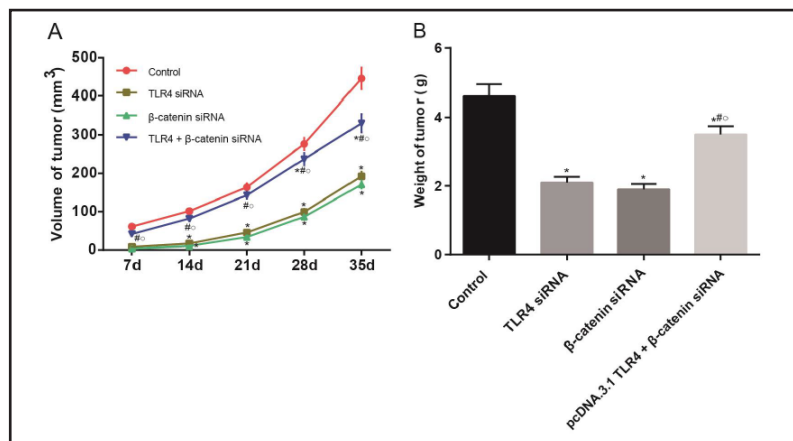 A
Volume of tumor (mm³)
500
400
300
200
100
0
7d 14d 21d 28d 35d
Control
TLR4 siRNA
β-catenin siRNA
TLR4 + β-catenin siRNA
#○
*
#○
*
*
#○
*
*
*#○
*
*
*#○
*
*
B
Weight of tumor (g)
6
4
2
0
*
*
*#○
Control
TLR4 siRNA
β-catenin siRNA
pcDNA.3.1 TLR4 + β-catenin siRNA